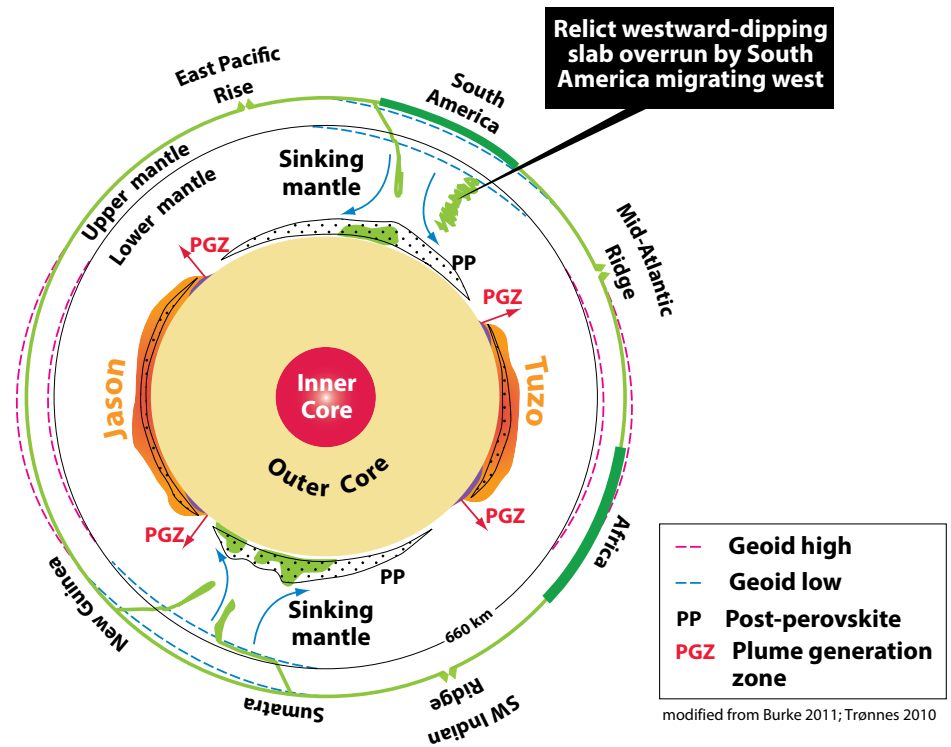 Relict westward-dipping
slab overrun by South
America migrating west
East Pacific
Rise
South
America
Upper mantle
Lower mantle
Sinking
mantle
Mid-Atlantic
Ridge
PGZ
PP
PGZ
Jason
Inner
Core
Tuzo
Outer Core
PGZ
PGZ
Africa
New Guinea
PP
Sinking
mantle
660 km
Sumatra
SW Indian
Ridge
Geoid high
Geoid low
PP Post-perovskite
PGZ Plume generation
zone
modified from Burke 2011; Trønnes 2010